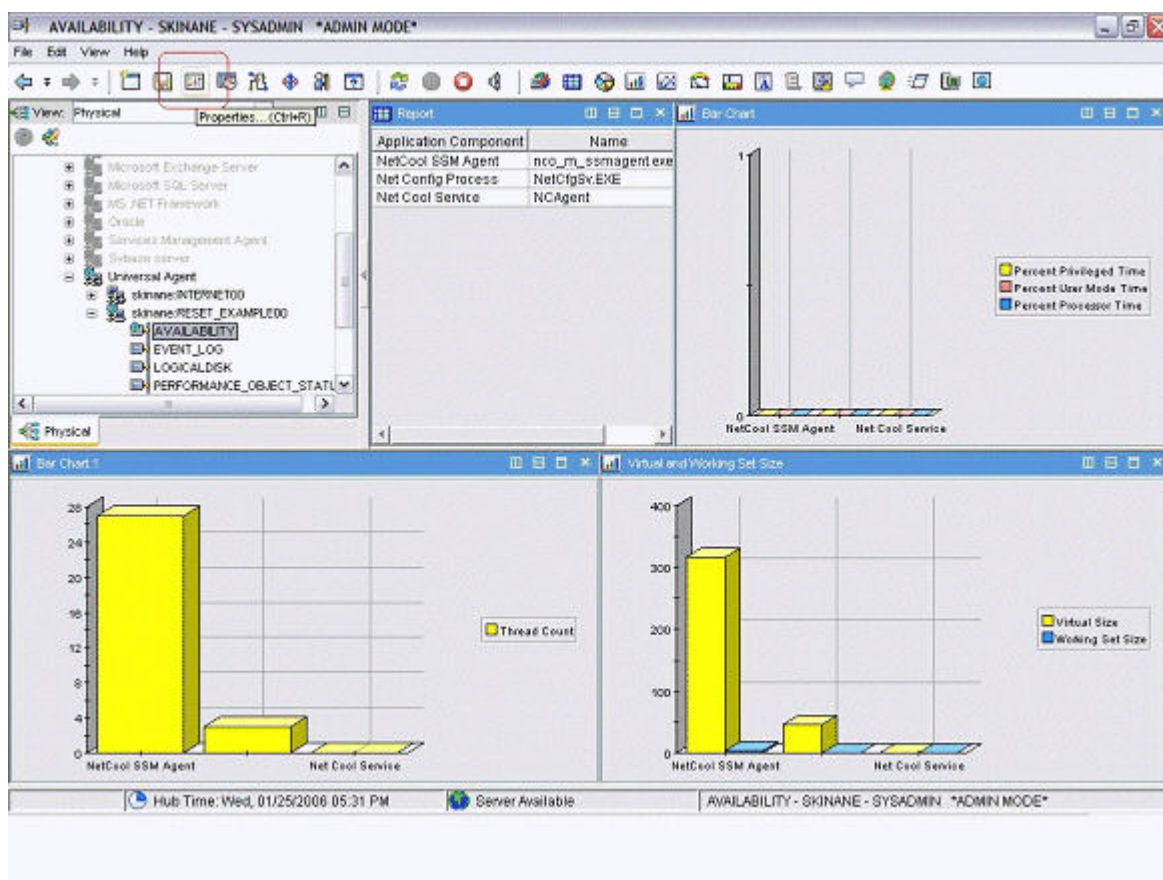 AVAILABILITY - SKINANE - SYSADMIN *ADMIN MODE*
File Edit View Help
View: Physical
Properties... (Ctrl+R)
Microsoft Exchange Server
Microsoft SQL Server
MS .NET Framework
Oracle
Services Management Agent
Sybase server
Universal Agent
skinane:INTERNET00
skinane:RESET_EXAMPLE00
AVAILABILITY
EVENT_LOG
LOGICALDISK
PERFORMANCE_OBJECT_STATU
Physical
Report
Application Component Name
NetCool SSM Agent nco_m_ssmagent.exe
Net Config Process NetCfgSv.EXE
Net Cool Service NCAgent
Bar Chart
1
0
NetCool SSM Agent Net Cool Service
Percent Privileged Time
Percent User Mode Time
Percent Processor Time
Bar Chart:1
28
24
20
16
12
8
4
0
NetCool SSM Agent Net Cool Service
Thread Count
Virtual and Working Set Size
400
300
200
100
0
NetCool SSM Agent Net Cool Service
Virtual Size
Working Set Size
Hub Time: Wed, 01/25/2006 05:31 PM
Server Available
AVAILABILITY - SKINANE - SYSADMIN *ADMIN MODE*